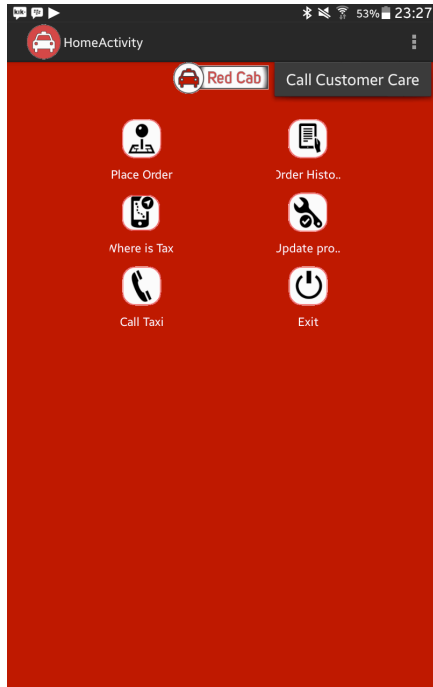 53% 23:27
HomeActivity
Red Cab
Call Customer Care
Place Order
Order Histo..
Where is Tax
Update pro..
Call Taxi
Exit